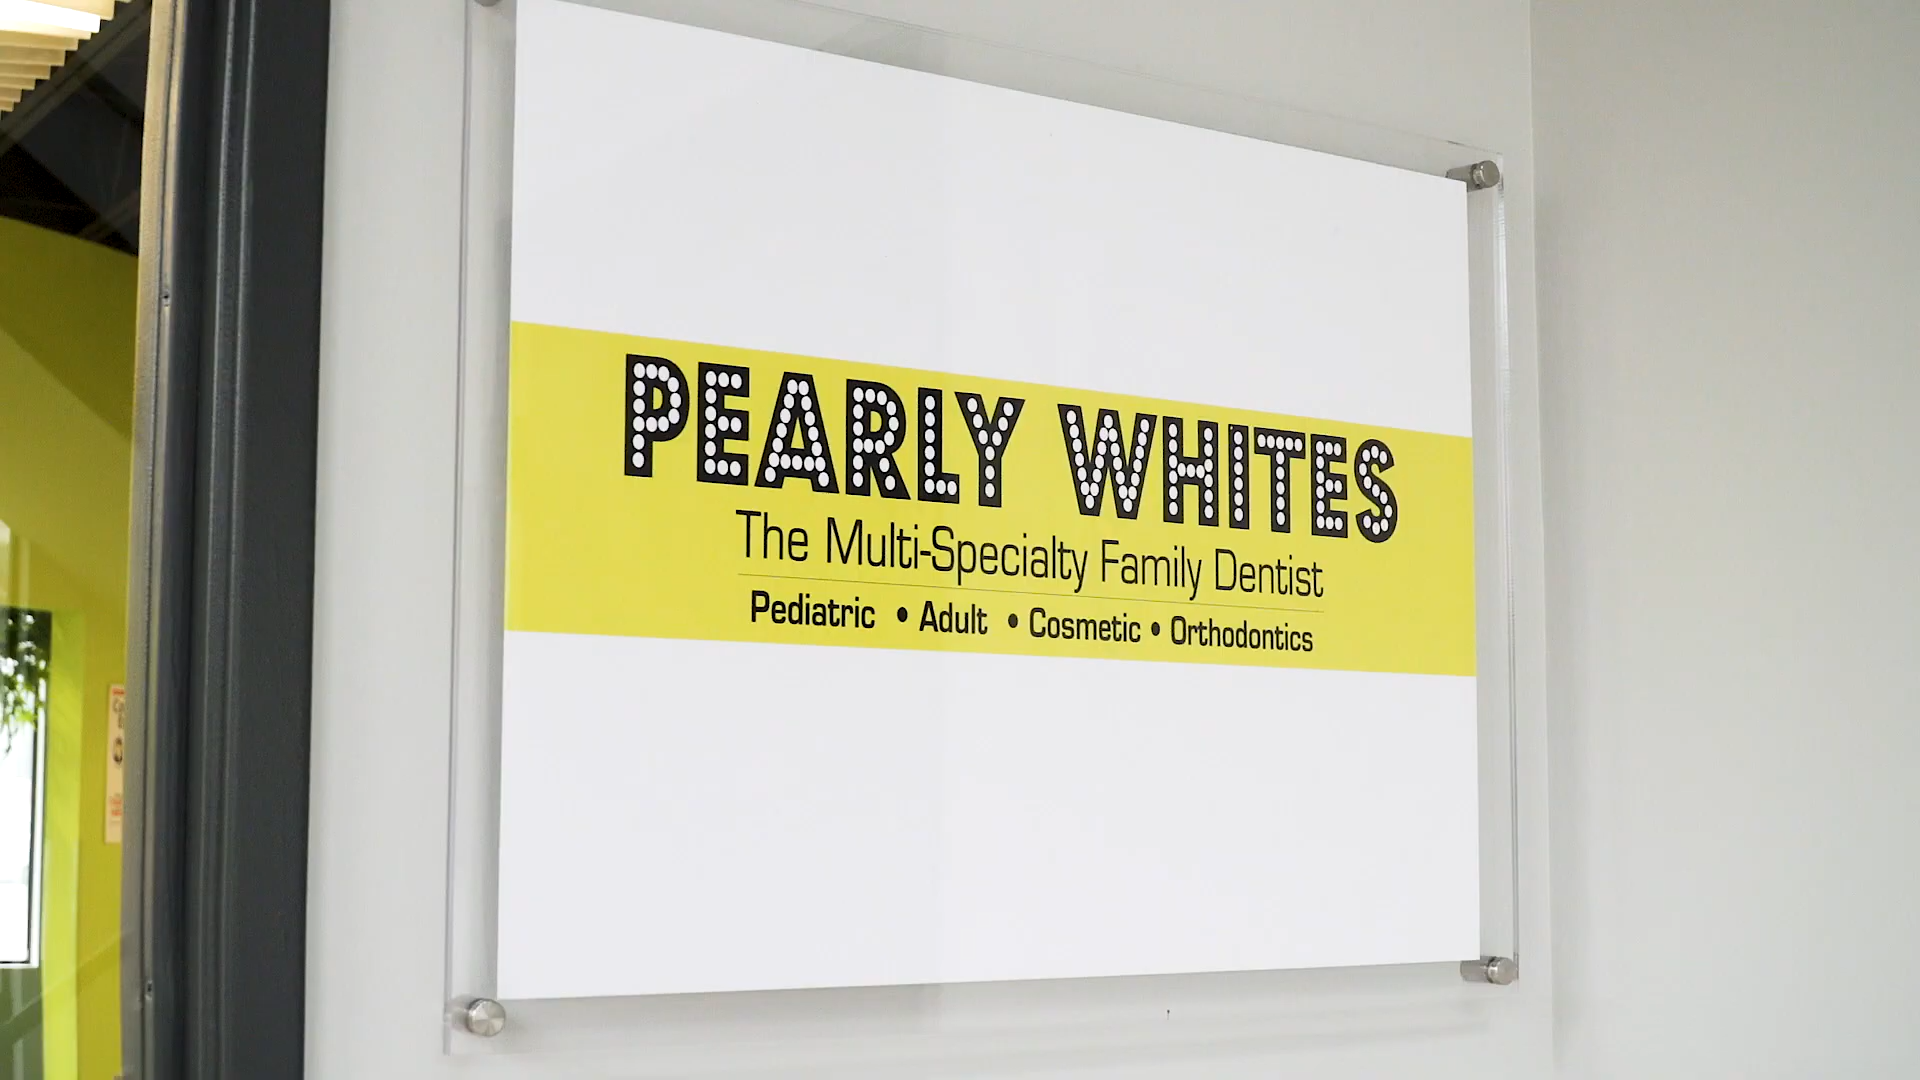 PEARLY WHITES
The Multi-Specialty Family Dentist
Pediatric • Adult • Cosmetic • Orthodontics